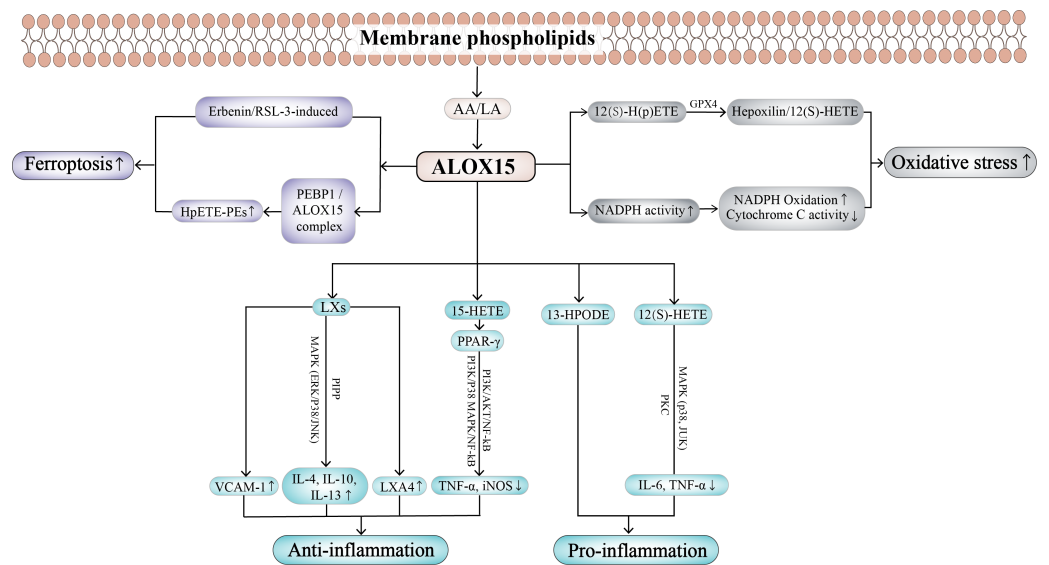 Membrane phospholipids
AA/LA
Erbenin/RSL-3-induced
12(S)-H(p)ETE
GPX4
Hepoxilin/12(S)-HETE
Ferroptosis↑
ALOX15
Oxidative stress↑
HpETE-PEs↑
PEBP1 /
ALOX15
complex
NADPH activity↑
NADPH Oxidation↑
Cytochrome C activity↓
LXs
15-HETE
13-HPODE
12(S)-HETE
PPAR-γ
MAPK (ERK/P38/JNK)
PIPP
PI3K/P38 MAPK/NF-kB
PI3K/AKT/NF-kB
PKC
MAPK (p38, JUK)
VCAM-1↑
IL-4, IL-10,
IL-13↑
LXA4↑
TNF-α, iNOS↓
IL-6, TNF-α↓
Anti-inflammation
Pro-inflammation